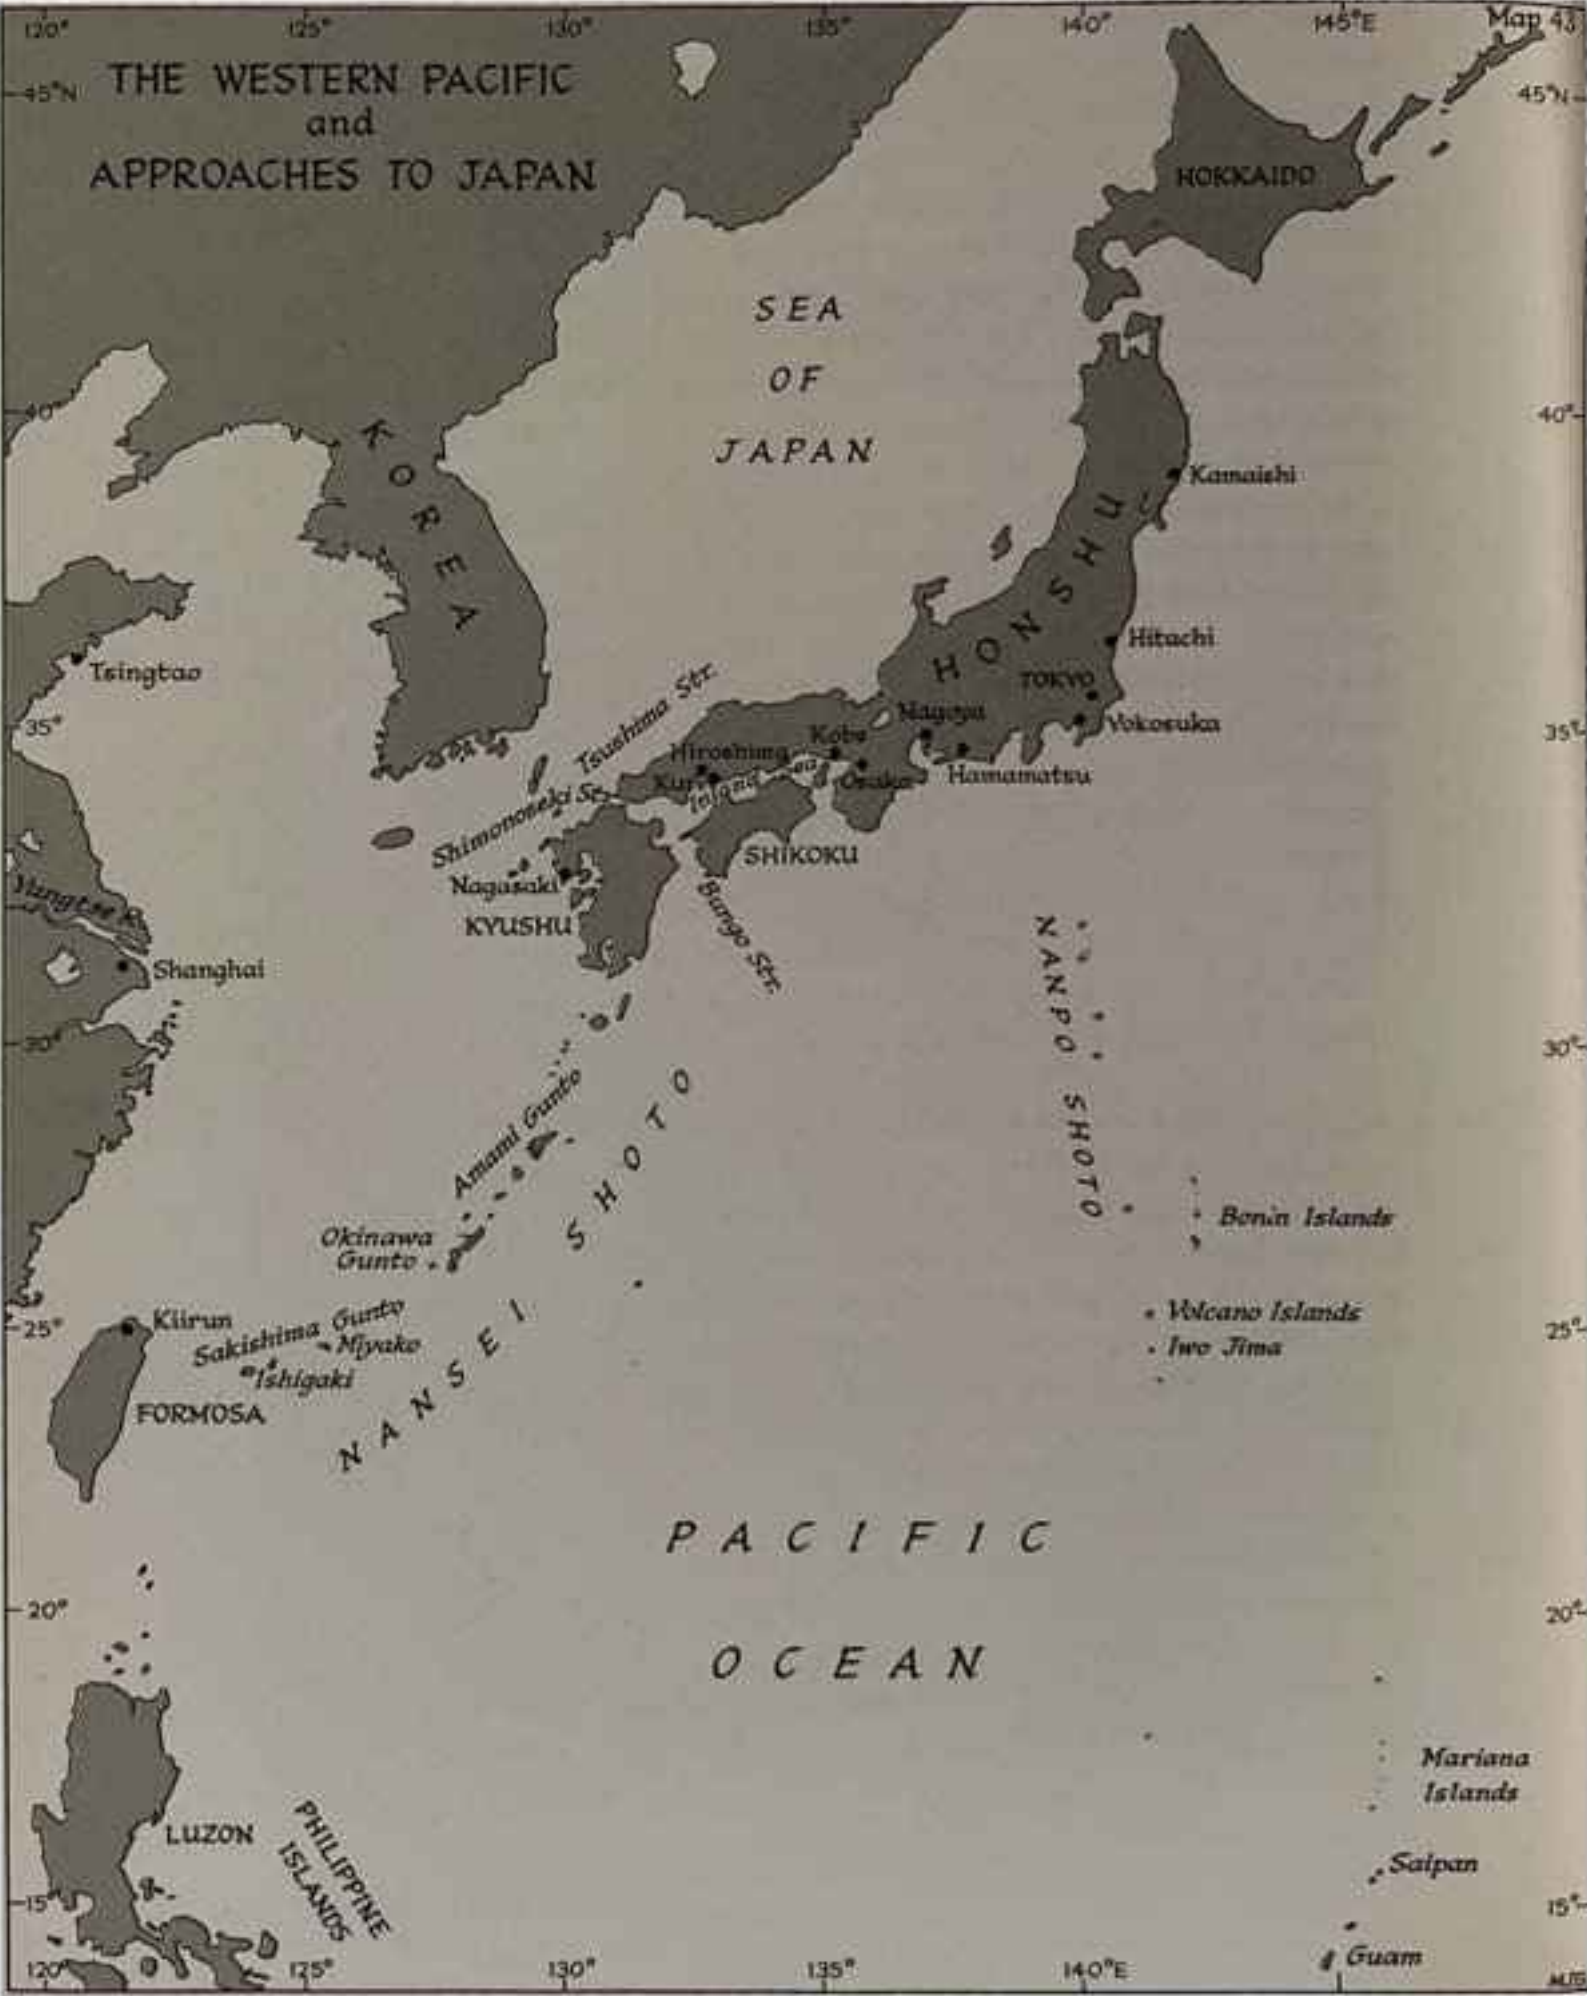 120°
125°
130°
135°
140°
145°E
Map 43
THE WESTERN PACIFIC
and
APPROACHES TO JAPAN
45°N
45°N
HOKKAIDO
SEA
OF
JAPAN
40°
40°
KOREA
Kamaishi
HONSHU
Hitachi
TOKYO
Tsingtao
Tsushima Str.
Nagoya
Yokosuka
35°
35°
Kobe
Hiroshima
Kure
Inland Sea
Osaka
Hamamatsu
Shimonoseki Str.
SHIKOKU
Nagasaki
KYUSHU
Bungo Str.
Yangtse R.
Shanghai
NANPO SHOTO
30°
30°
Amami Gunto
NANSEI SHOTO
Okinawa
Gunto
Bonin Islands
Kiirun
Sakishima Gunto
Miyako
Ishigaki
Volcano Islands
Iwo Jima
25°
25°
FORMOSA
PACIFIC
OCEAN
20°
20°
Mariana
Islands
LUZON
PHILIPPINE
ISLANDS
Saipan
15°
15°
Guam
120°
125°
130°
135°
140°E